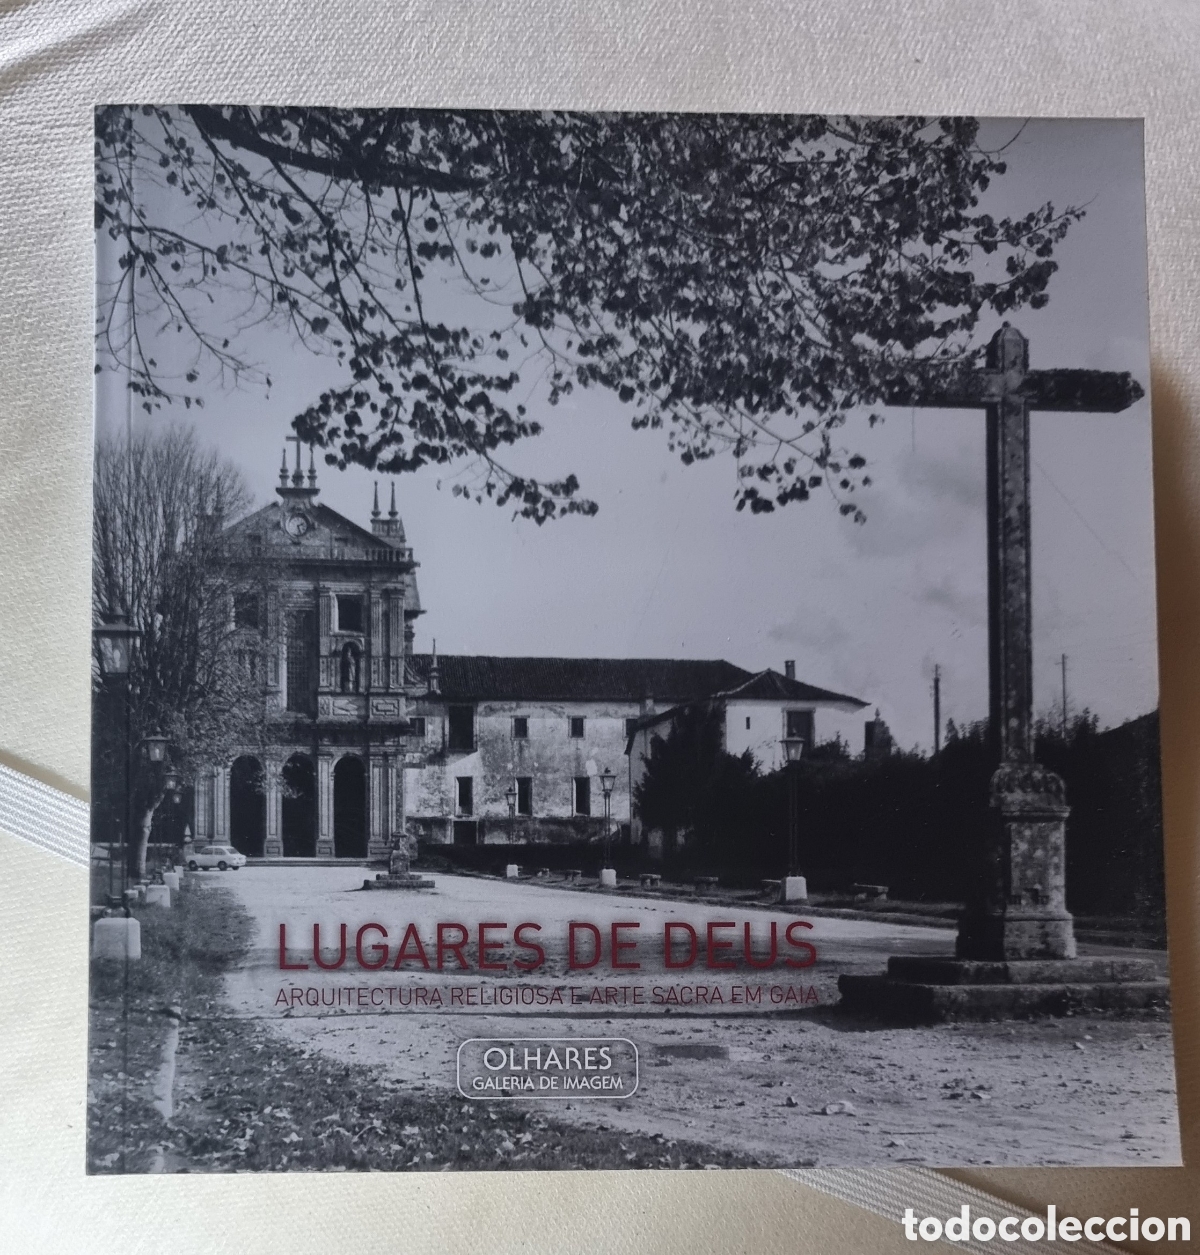 LUGARES DE DEUS
ARQUITECTURA RELIGIOSA E ARTE SACRA EM GAIA
OLHARES
GALERIA DE IMAGEM
todocoleccion